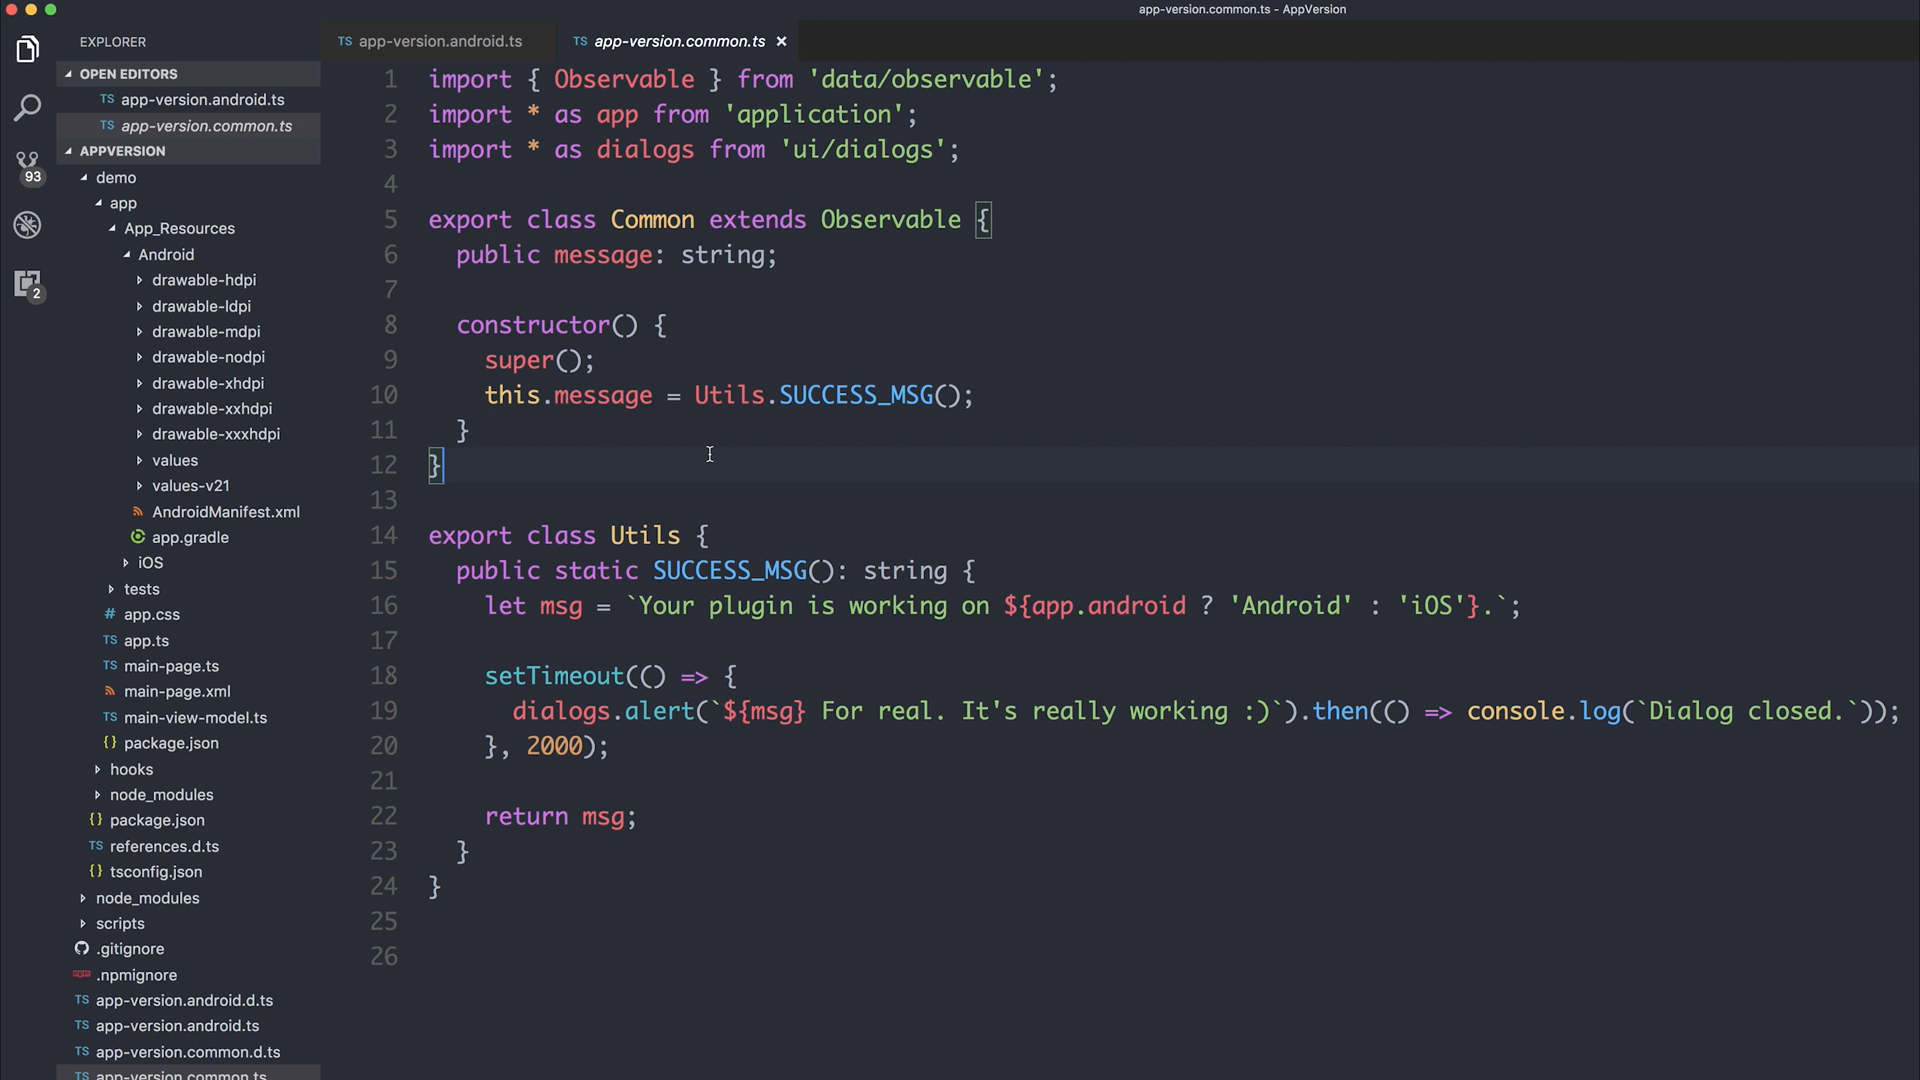 app-version.common.ts - AppVersion
EXPLORER
OPEN EDITORS
TS app-version.android.ts
TS app-version.common.ts
APPVERSION
demo
app
App_Resources
Android
drawable-hdpi
drawable-ldpi
drawable-mdpi
drawable-nodpi
drawable-xhdpi
drawable-xxhdpi
drawable-xxxhdpi
values
values-v21
AndroidManifest.xml
app.gradle
iOS
tests
# app.css
TS app.ts
TS main-page.ts
main-page.xml
TS main-view-model.ts
{} package.json
hooks
node_modules
{} package.json
TS references.d.ts
{} tsconfig.json
node_modules
scripts
.gitignore
.npmignore
TS app-version.android.d.ts
TS app-version.android.ts
TS app-version.common.d.ts
app-version.common.ts
93
2
TS app-version.android.ts
TS app-version.common.ts ×
1 import { Observable } from 'data/observable';
2 import * as app from 'application';
3 import * as dialogs from 'ui/dialogs';
4
5 export class Common extends Observable {
6   public message: string;
7
8   constructor() {
9     super();
10     this.message = Utils.SUCCESS_MSG();
11   }
12 }
13
14 export class Utils {
15   public static SUCCESS_MSG(): string {
16     let msg = `Your plugin is working on ${app.android ? 'Android' : 'iOS'}.`;
17
18     setTimeout(() => {
19       dialogs.alert(`${msg} For real. It's really working :)`).then(() => console.log(`Dialog closed.`));
20     }, 2000);
21
22     return msg;
23   }
24 }
25
26